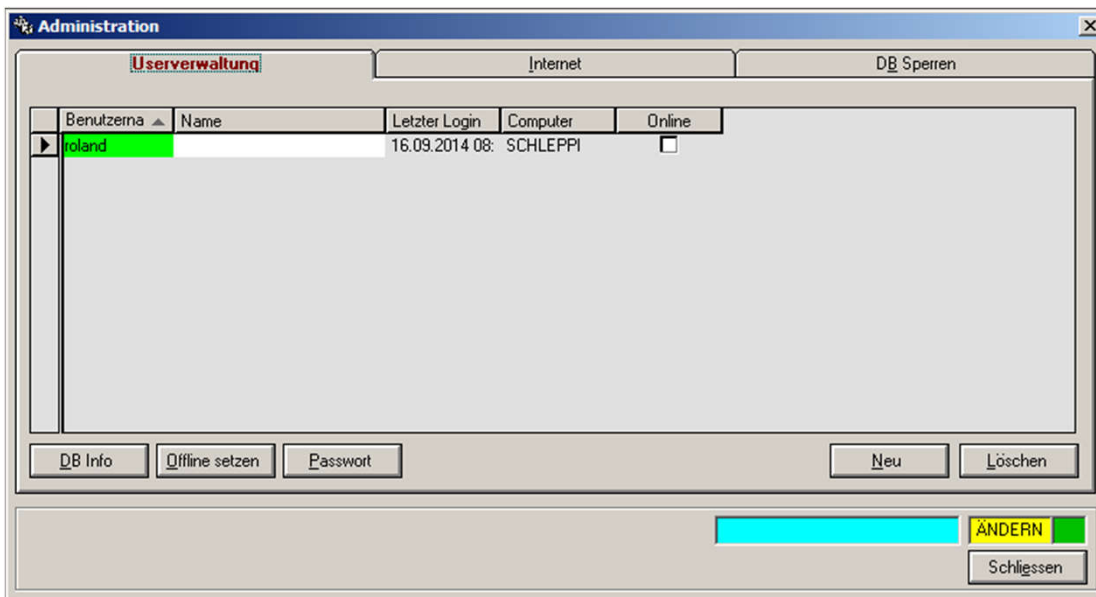 Administration
Userverwaltung Internet DB Sperren
Benutzerna Name Letzter Login Computer Online
roland 16.09.2014 08: SCHLEPPI
DB Info Offline setzen Passwort Neu Löschen
ÄNDERN
Schliessen